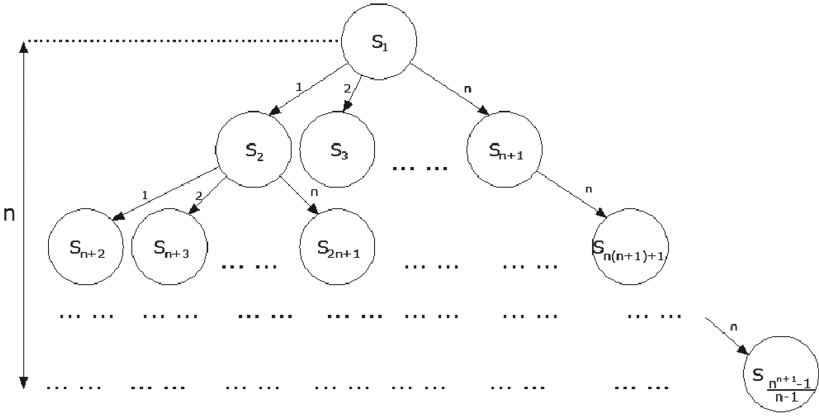 S₁
1 2 n
S₂ S₃ ... ... Sₙ₊₁
1 2 n n
n
Sₙ₊₂ Sₙ₊₃ ... ... S₂ₙ₊₁ ... ... ... ... Sₙ₍ₙ₊₁₎₊₁
... ... ... ... ... ... ... ... ... ... ... ... ... ... n
S (nⁿ⁺¹-1)/(n-1)
... ... ... ... ... ... ... ... ... ... ... ... ... ...